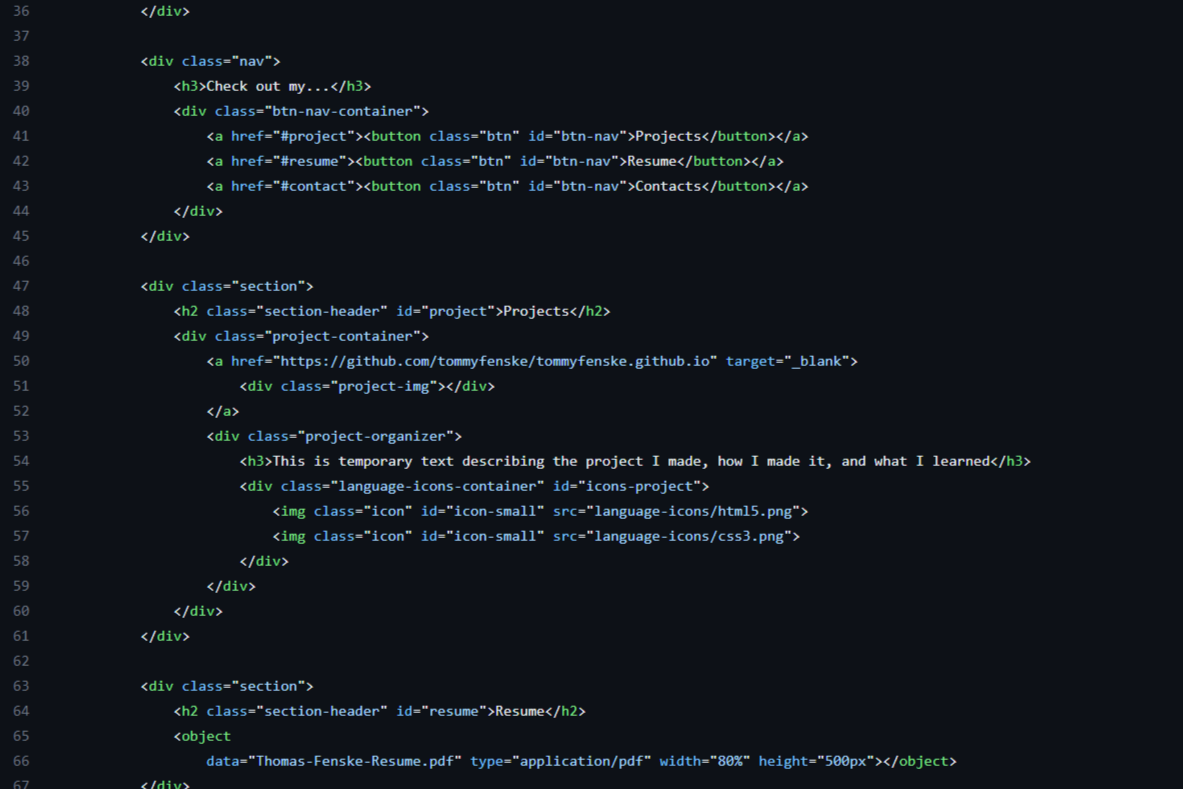 36 </div>
37
38 <div class="nav">
39 <h3>Check out my...</h3>
40 <div class="btn-nav-container">
41 <a href="#project"><button class="btn" id="btn-nav">Projects</button></a>
42 <a href="#resume"><button class="btn" id="btn-nav">Resume</button></a>
43 <a href="#contact"><button class="btn" id="btn-nav">Contacts</button></a>
44 </div>
45 </div>
46
47 <div class="section">
48 <h2 class="section-header" id="project">Projects</h2>
49 <div class="project-container">
50 <a href="https://github.com/tommyfenske/tommyfenske.github.io" target="_blank">
51 <div class="project-img"></div>
52 </a>
53 <div class="project-organizer">
54 <h3>This is temporary text describing the project I made, how I made it, and what I learned</h3>
55 <div class="language-icons-container" id="icons-project">
56 <img class="icon" id="icon-small" src="language-icons/html5.png">
57 <img class="icon" id="icon-small" src="language-icons/css3.png">
58 </div>
59 </div>
60 </div>
61 </div>
62
63 <div class="section">
64 <h2 class="section-header" id="resume">Resume</h2>
65 <object
66 data="Thomas-Fenske-Resume.pdf" type="application/pdf" width="80%" height="500px"></object>
67 </div>